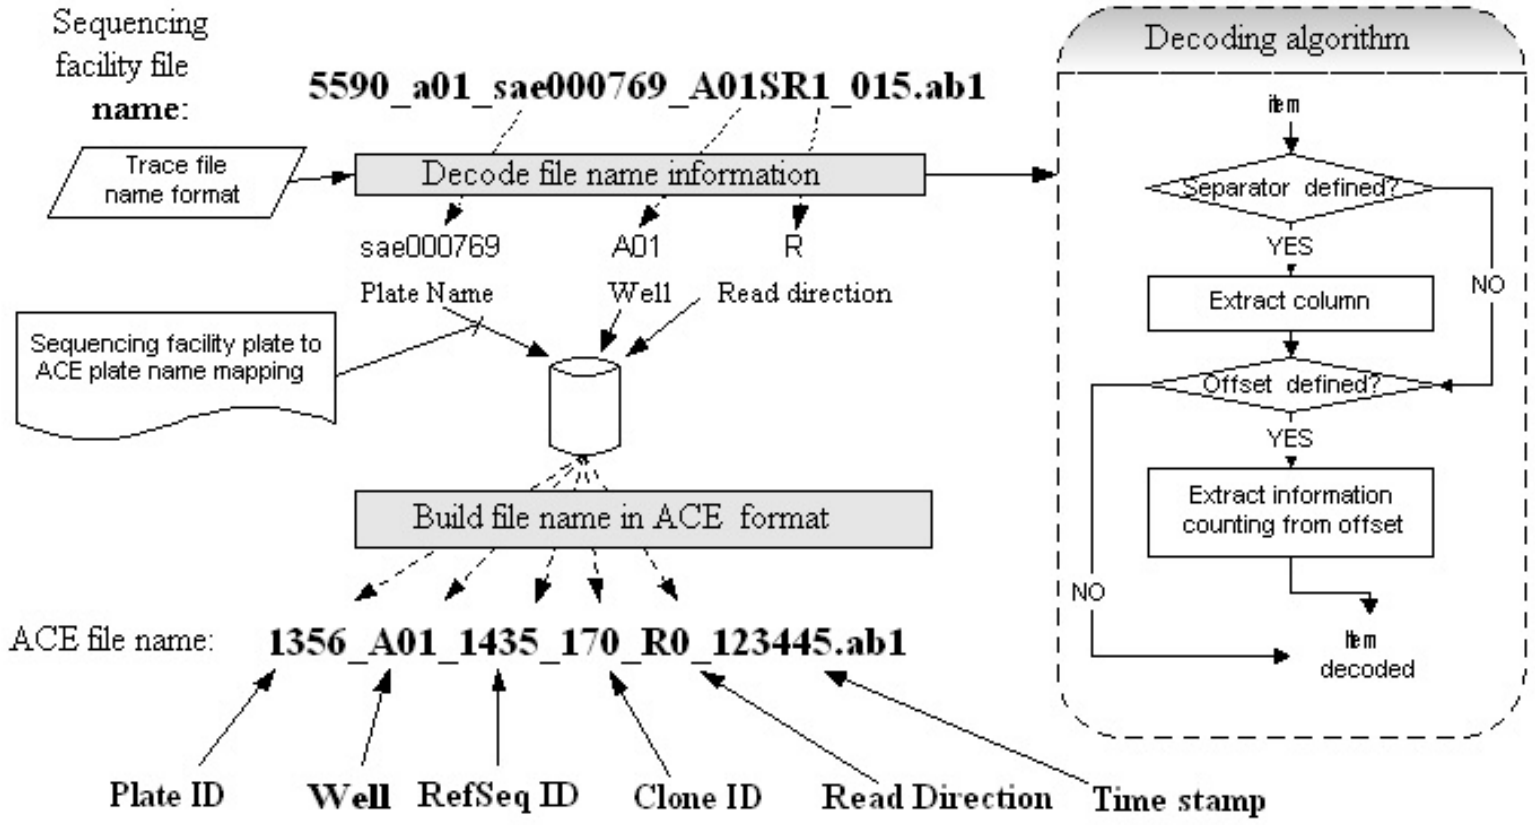 Sequencing
facility file
name:
5590_a01_sae000769_A01SR1_015.ab1
Trace file
name format
Decode file name information
sae000769
A01
R
Plate Name
Well
Read direction
Sequencing facility plate to
ACE plate name mapping
Build file name in ACE format
ACE file name:
1356_A01_1435_170_R0_123445.ab1
Plate ID
Well
RefSeq ID
Clone ID
Read Direction
Time stamp
Decoding algorithm
item
Separator defined?
YES
NO
Extract column
Offset defined?
YES
Extract information
counting from offset
NO
Item
decoded